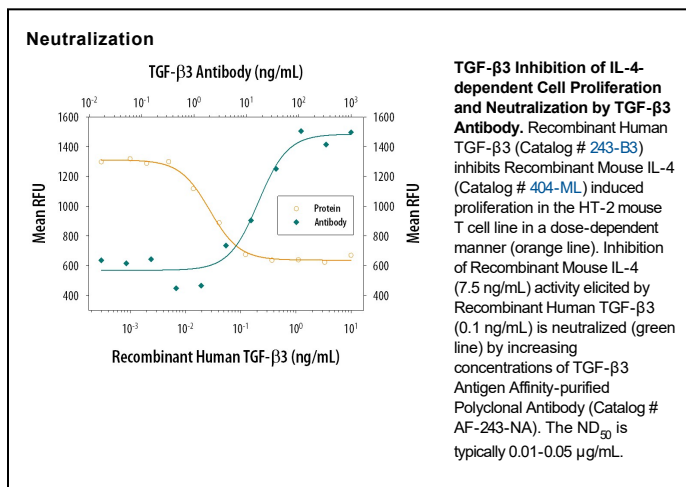 Neutralization
TGF-β3 Antibody (ng/mL)
10⁻² 10⁻¹ 10⁰ 10¹ 10² 10³
1600 1600
1400 1400
1200 1200
1000 1000
800 800
600 600
400 400
Mean RFU
Mean RFU
Protein
Antibody
10⁻³ 10⁻² 10⁻¹ 10⁰ 10¹
Recombinant Human TGF-β3 (ng/mL)
TGF-β3 Inhibition of IL-4-
dependent Cell Proliferation
and Neutralization by TGF-β3
Antibody. Recombinant Human
TGF-β3 (Catalog # 243-B3)
inhibits Recombinant Mouse IL-4
(Catalog # 404-ML) induced
proliferation in the HT-2 mouse
T cell line in a dose-dependent
manner (orange line). Inhibition
of Recombinant Mouse IL-4
(7.5 ng/mL) activity elicited by
Recombinant Human TGF-β3
(0.1 ng/mL) is neutralized (green
line) by increasing
concentrations of TGF-β3
Antigen Affinity-purified
Polyclonal Antibody (Catalog #
AF-243-NA). The ND₅₀ is
typically 0.01-0.05 µg/mL.